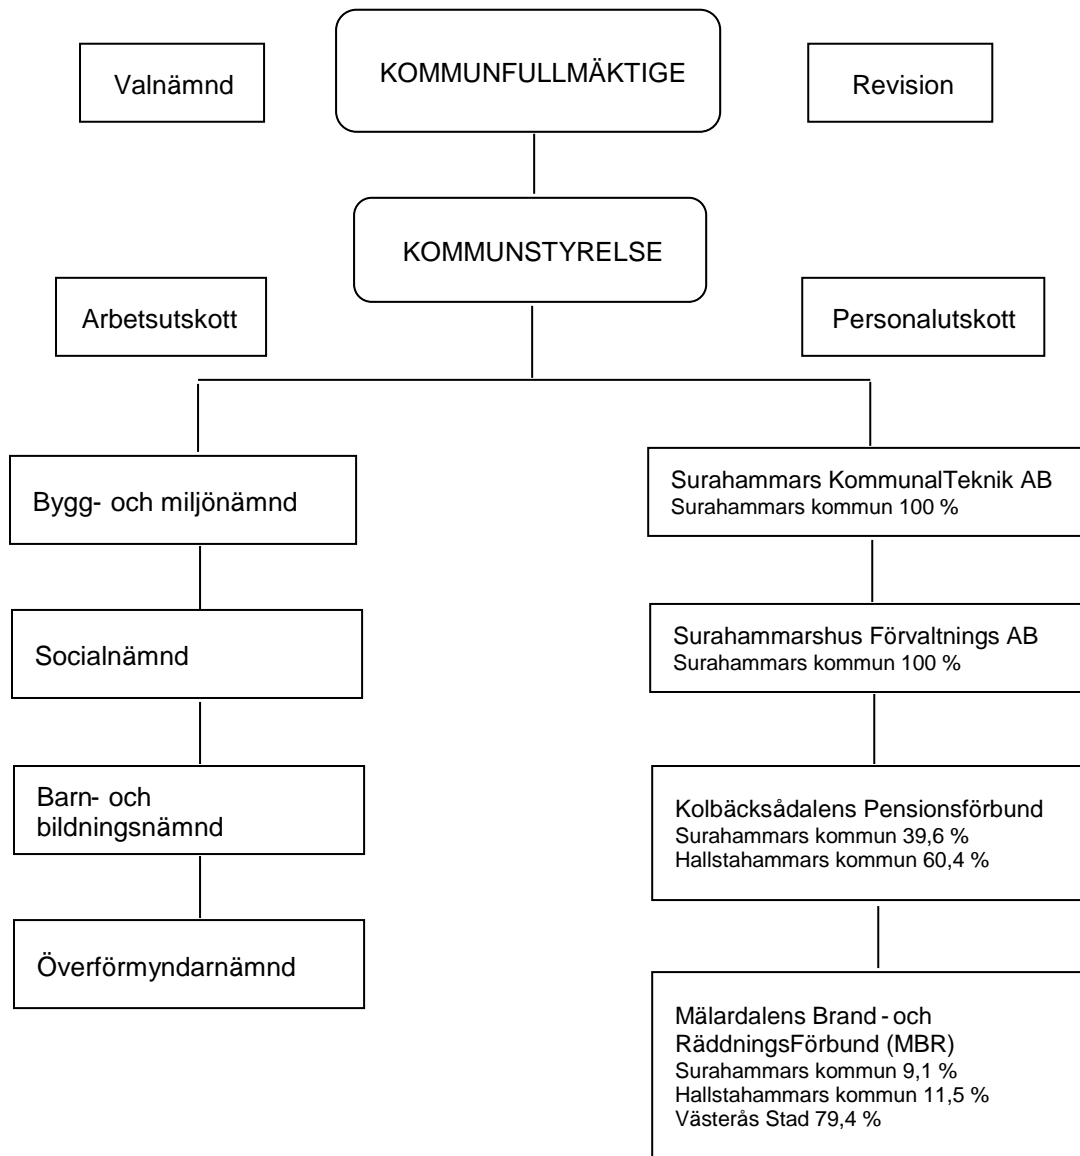 Valnämnd
KOMMUNFULLMÄKTIGE
Revision
KOMMUNSTYRELSE
Arbetsutskott
Personalutskott
Bygg- och miljönämnd
Socialnämnd
Barn- och
bildningsnämnd
Överförmyndarnämnd
Surahammars KommunalTeknik AB
Surahammars kommun 100 %
Surahammarshus Förvaltnings AB
Surahammars kommun 100 %
Kolbäcksådalens Pensionsförbund
Surahammars kommun 39,6 %
Hallstahammars kommun 60,4 %
Mälardalens Brand - och
RäddningsFörbund (MBR)
Surahammars kommun 9,1 %
Hallstahammars kommun 11,5 %
Västerås Stad 79,4 %